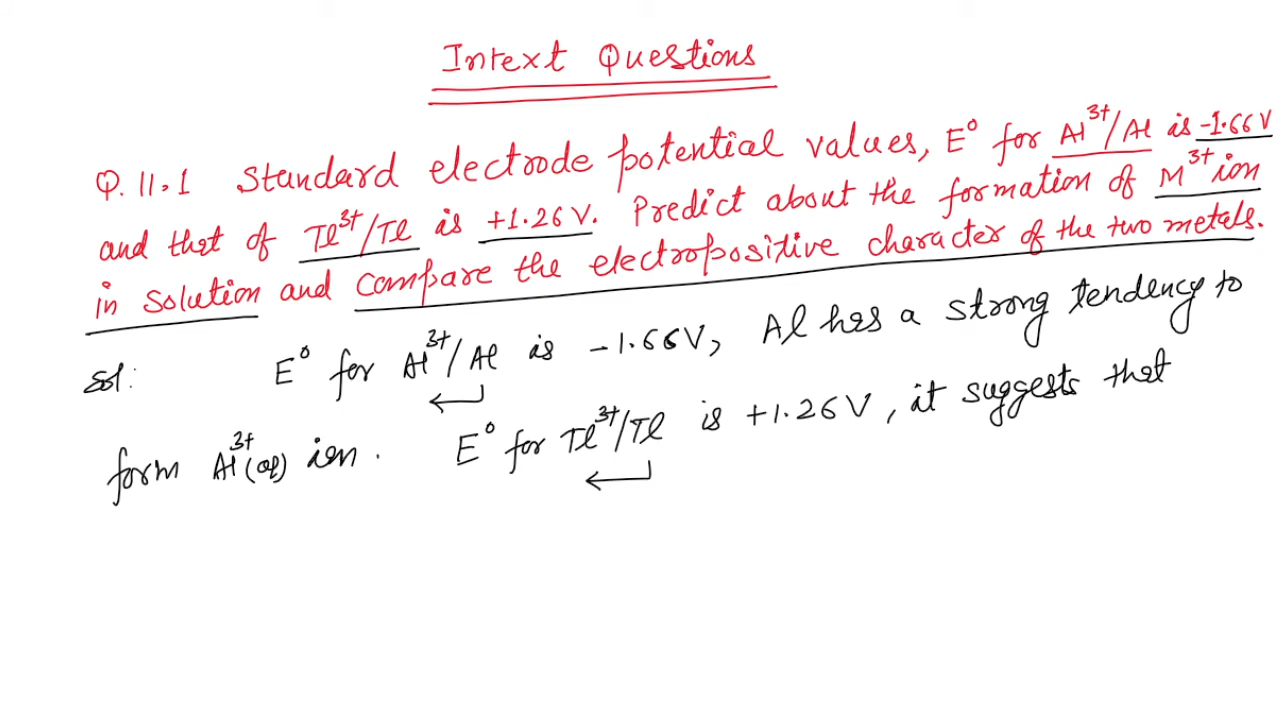 Intext Questions
Q. 11.1 Standard electrode potential values, E° for Al³⁺/Al is -1.66 V
and that of Tl³⁺/Tl is +1.26 V. Predict about the formation of M³⁺ ion
in solution and compare the electropositive character of the two metals.
Sol: E° for Al³⁺/Al is -1.66V, Al has a strong tendency to
form Al³⁺(aq) ion. E° for Tl³⁺/Tl is +1.26 V, it suggests that